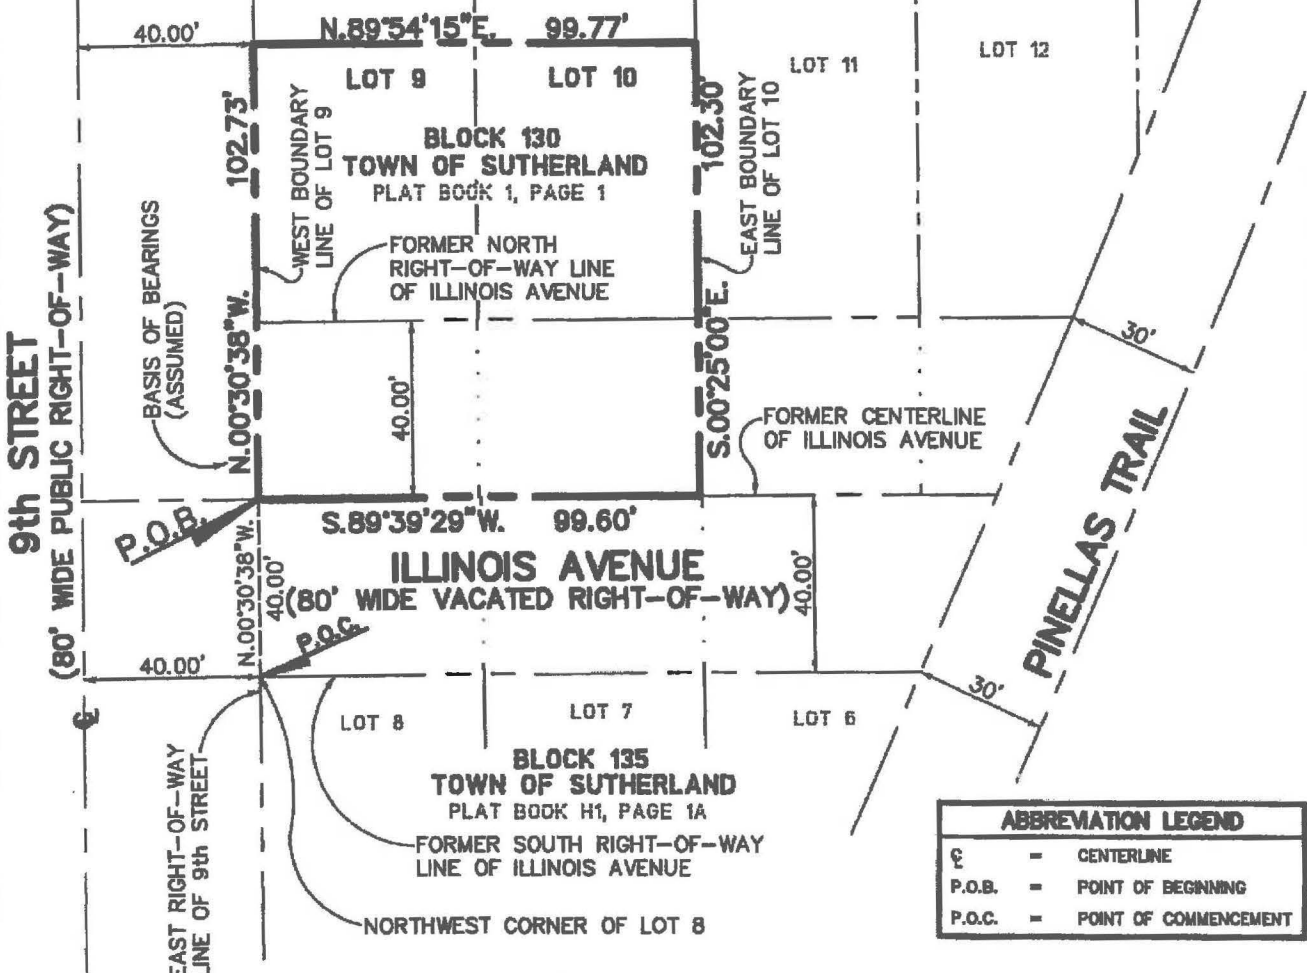 40.00'
N.89°54'15"E. 99.77'
LOT 9
LOT 10
LOT 11
LOT 12
102.73'
WEST BOUNDARY
LINE OF LOT 9
BLOCK 130
TOWN OF SUTHERLAND
PLAT BOOK 1, PAGE 1
102.30'
EAST BOUNDARY
LINE OF LOT 10
FORMER NORTH
RIGHT-OF-WAY LINE
OF ILLINOIS AVENUE
9th STREET
(80' WIDE PUBLIC RIGHT-OF-WAY)
BASIS OF BEARINGS
(ASSUMED)
N.00°30'38"W.
40.00'
S.00°25'00"E.
FORMER CENTERLINE
OF ILLINOIS AVENUE
30'
PINELLAS TRAIL
P.O.B.
S.89°39'29"W. 99.60'
N.00°30'38"W.
40.00'
ILLINOIS AVENUE
(80' WIDE VACATED RIGHT-OF-WAY)
40.00'
P.O.C.
40.00'
30'
℄
LOT 8
LOT 7
LOT 6
BLOCK 135
TOWN OF SUTHERLAND
PLAT BOOK H1, PAGE 1A
EAST RIGHT-OF-WAY
LINE OF 9th STREET
FORMER SOUTH RIGHT-OF-WAY
LINE OF ILLINOIS AVENUE
NORTHWEST CORNER OF LOT 8
ABBREVIATION LEGEND
℄ = CENTERLINE
P.O.B. = POINT OF BEGINNING
P.O.C. = POINT OF COMMENCEMENT